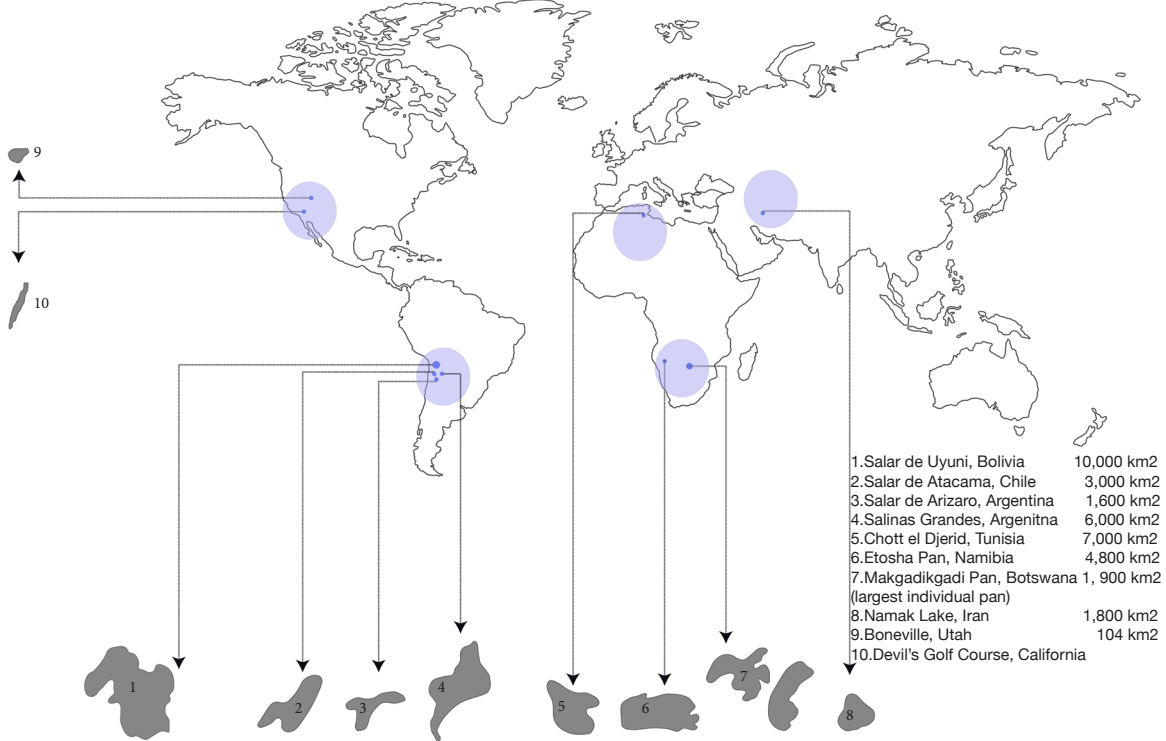 9
10
1.Salar de Uyuni, Bolivia 10,000 km2
2.Salar de Atacama, Chile 3,000 km2
3.Salar de Arizaro, Argentina 1,600 km2
4.Salinas Grandes, Argenitna 6,000 km2
5.Chott el Djerid, Tunisia 7,000 km2
6.Etosha Pan, Namibia 4,800 km2
7.Makgadikgadi Pan, Botswana 1, 900 km2
(largest individual pan)
8.Namak Lake, Iran 1,800 km2
9.Boneville, Utah 104 km2
10.Devil's Golf Course, California
1 2 3 4 5 6 7 8